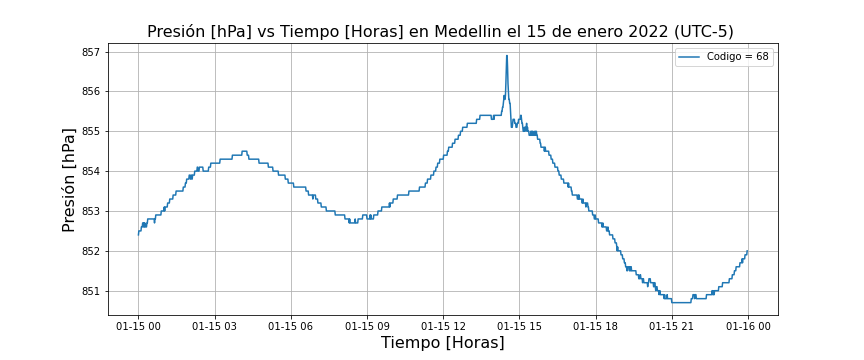 Presión [hPa] vs Tiempo [Horas] en Medellin el 15 de enero 2022 (UTC-5)
Codigo = 68
Presión [hPa]
857
856
855
854
853
852
851
01-15 00 01-15 03 01-15 06 01-15 09 01-15 12 01-15 15 01-15 18 01-15 21 01-16 00
Tiempo [Horas]